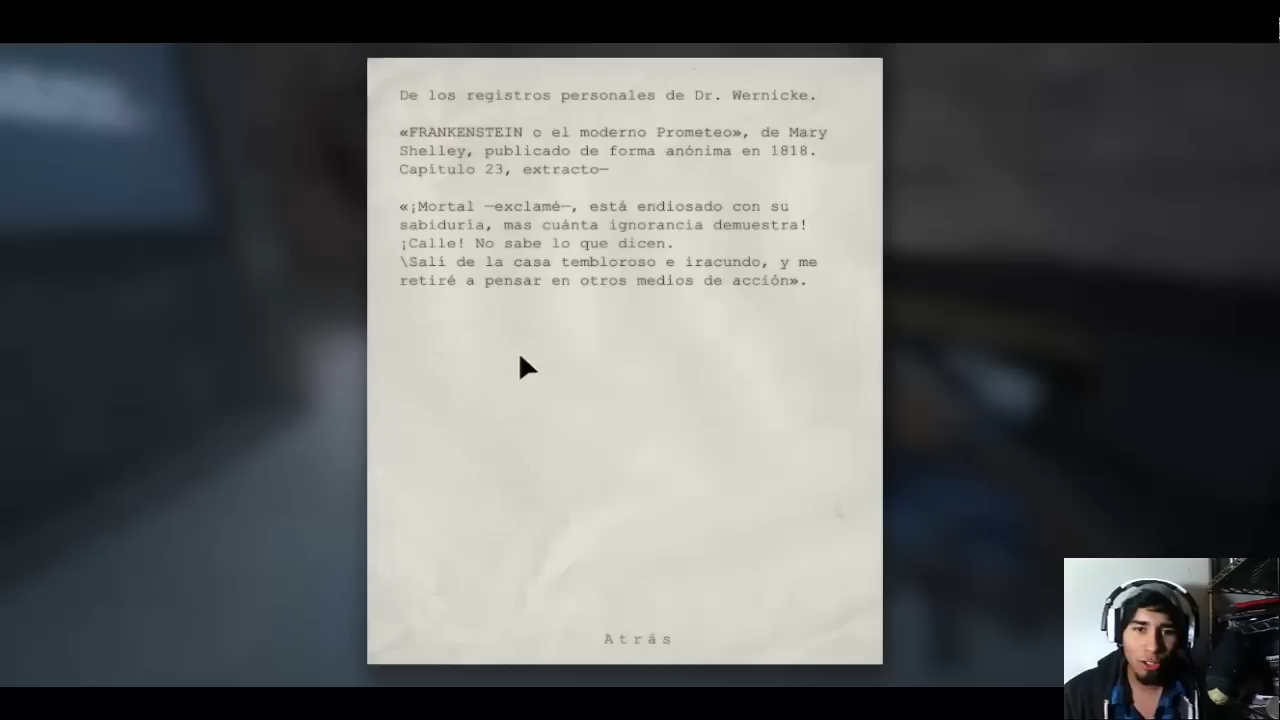 De los registros personales de Dr. Wernicke.
«FRANKENSTEIN o el moderno Prometeo», de Mary
Shelley, publicado de forma anónima en 1818.
Capítulo 23, extracto—
«¡Mortal —exclamé—, está endiosado con su
sabiduría, mas cuánta ignorancia demuestra!
¡Calle! No sabe lo que dicen.
\Salí de la casa tembloroso e iracundo, y me
retiré a pensar en otros medios de acción».
Atrás